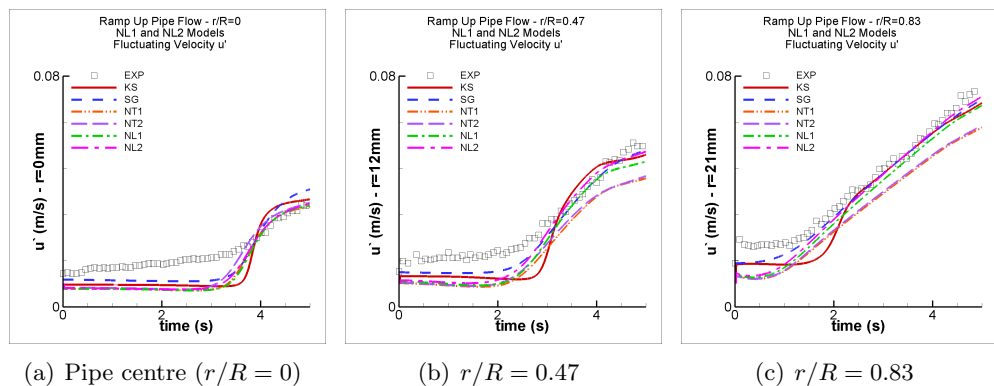 Ramp Up Pipe Flow - r/R=0
NL1 and NL2 Models
Fluctuating Velocity u'
0.08
EXP
KS
SG
NT1
NT2
NL1
NL2
u` (m/s) - r=0mm
0
0
4
time (s)
(a) Pipe centre (r/R = 0)
Ramp Up Pipe Flow - r/R=0.47
NL1 and NL2 Models
Fluctuating Velocity u'
0.08
EXP
KS
SG
NT1
NT2
NL1
NL2
u` (m/s) - r=12mm
0
0
4
time (s)
(b) r/R = 0.47
Ramp Up Pipe Flow - r/R=0.83
NL1 and NL2 Models
Fluctuating Velocity u'
0.08
EXP
KS
SG
NT1
NT2
NL1
NL2
u` (m/s) - r=21mm
0
0
4
time (s)
(c) r/R = 0.83